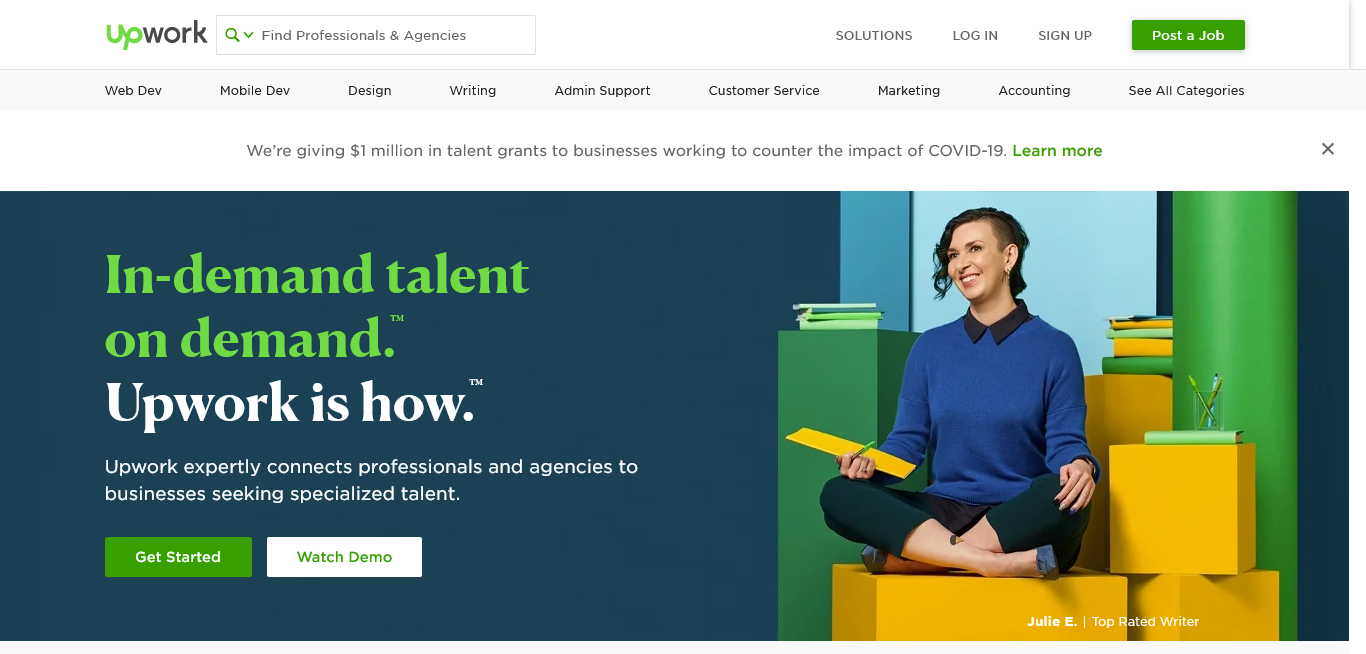 Upwork Find Professionals & Agencies SOLUTIONS LOG IN SIGN UP Post a Job
Web Dev Mobile Dev Design Writing Admin Support Customer Service Marketing Accounting See All Categories
We’re giving $1 million in talent grants to businesses working to counter the impact of COVID-19. Learn more
In-demand talent
on demand.™
Upwork is how.™
Upwork expertly connects professionals and agencies to
businesses seeking specialized talent.
Get Started Watch Demo
Julie E. | Top Rated Writer